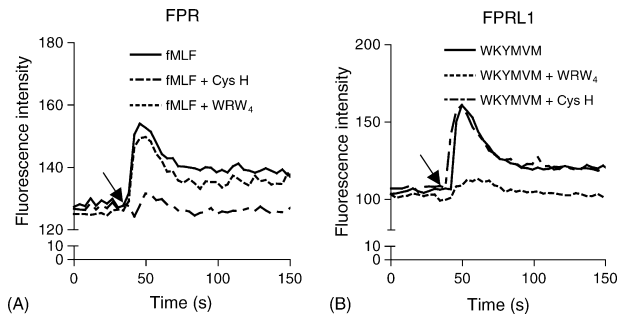 FPR
Fluorescence intensity
180
160
140
120
10
0
fMLF
fMLF + Cys H
fMLF + WRW4
0
50
100
150
Time (s)
(A)
FPRL1
Fluorescence intensity
200
150
100
10
0
WKYMVM
WKYMVM + WRW4
WKYMVM + Cys H
0
50
100
150
Time (s)
(B)